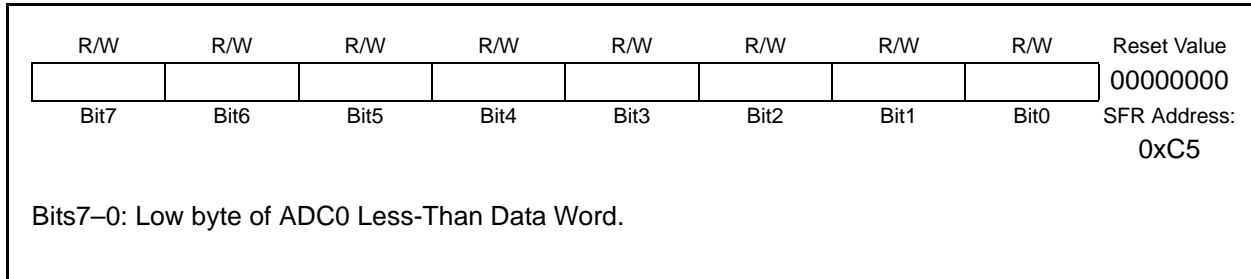 R/W R/W R/W R/W R/W R/W R/W R/W Reset Value
00000000
Bit7 Bit6 Bit5 Bit4 Bit3 Bit2 Bit1 Bit0 SFR Address:
0xC5
Bits7–0: Low byte of ADC0 Less-Than Data Word.